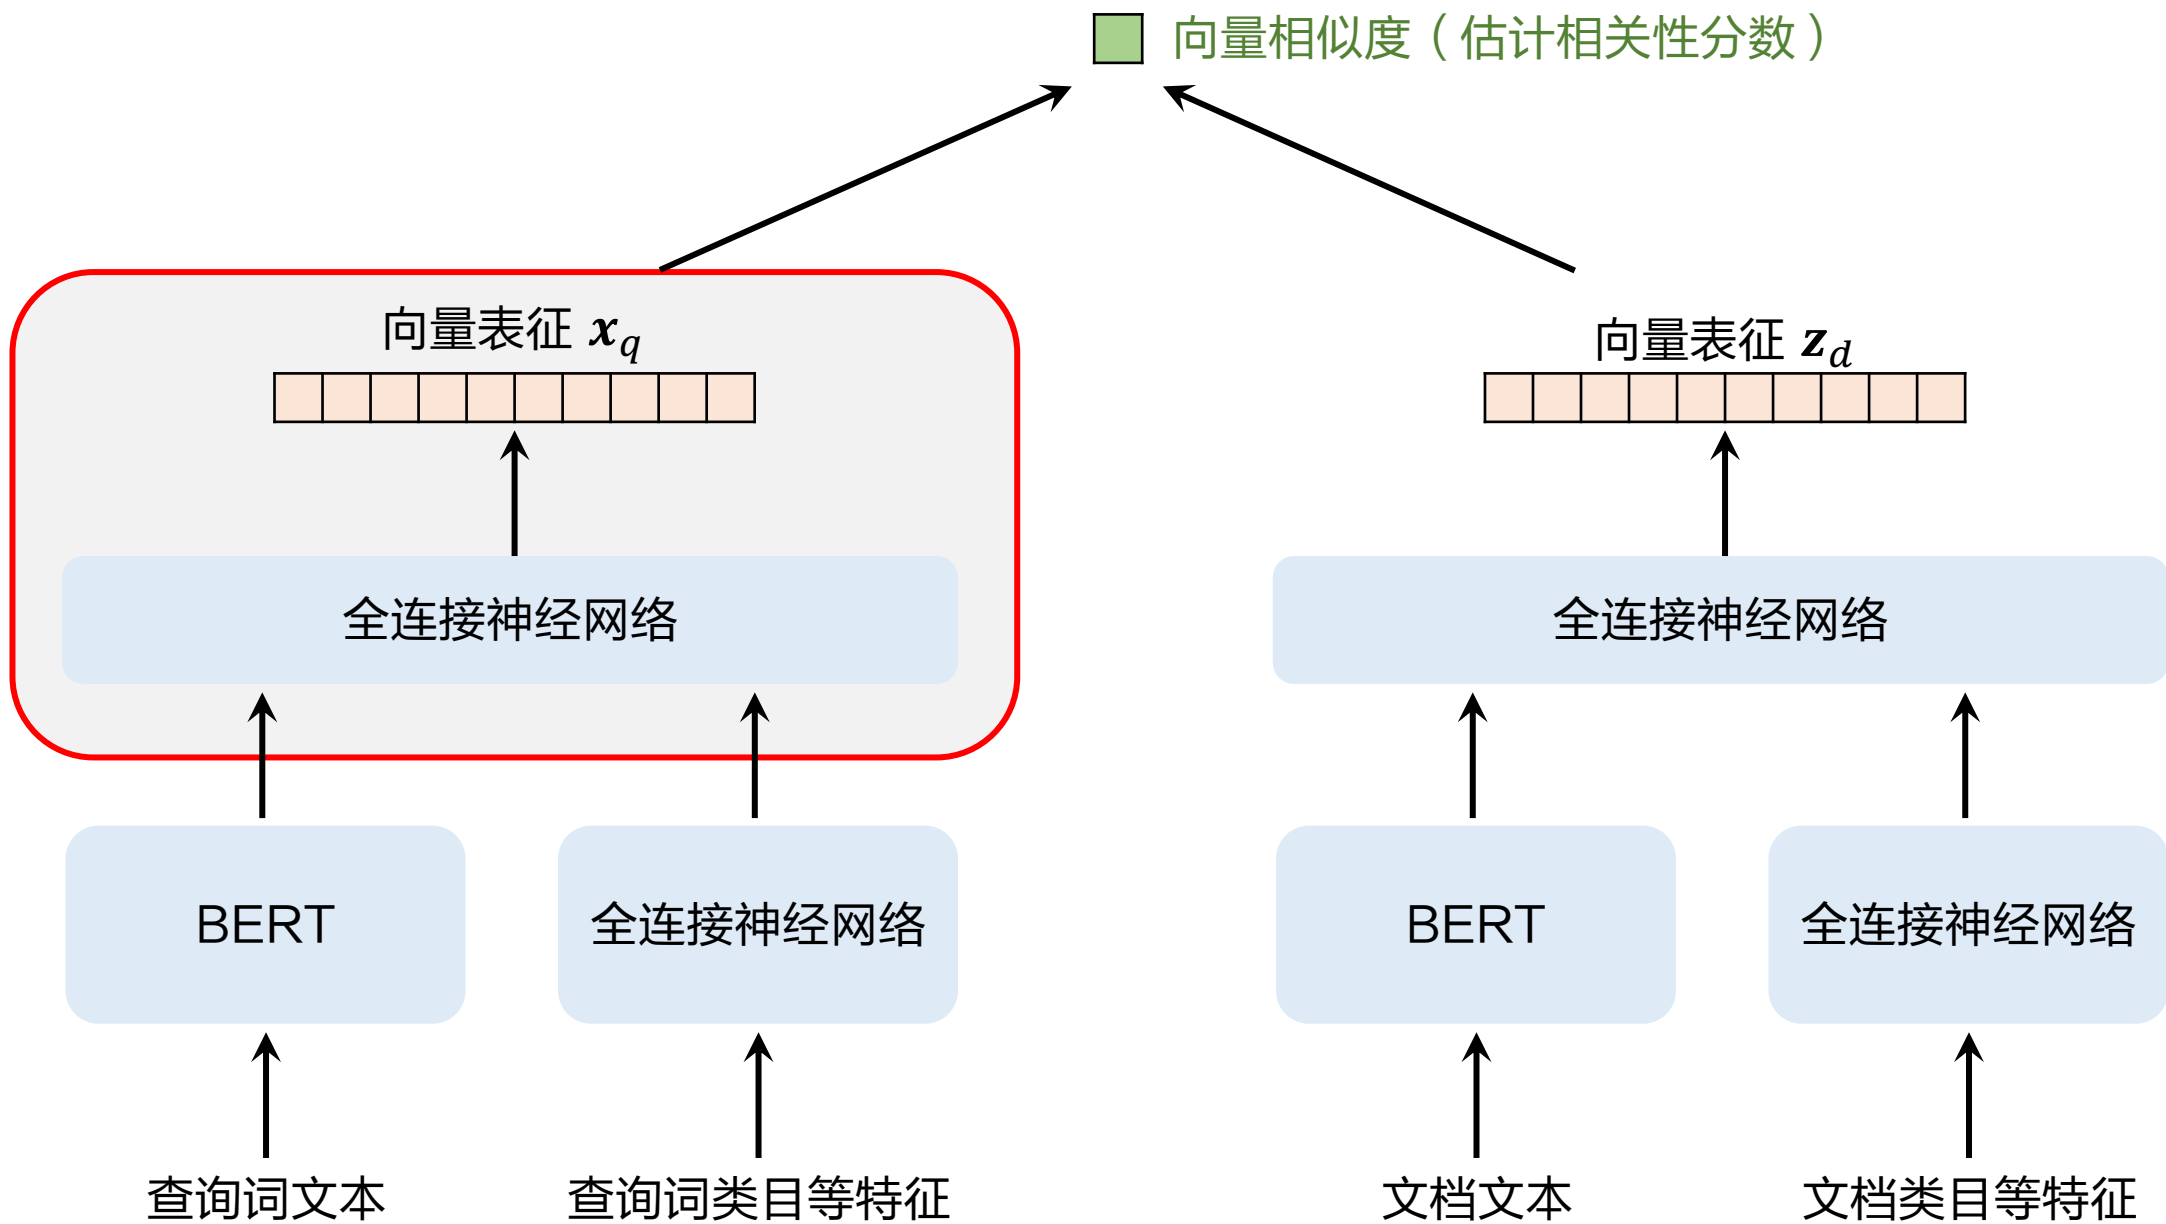 向量相似度（估计相关性分数）
向量表征 x_q
向量表征 z_d
全连接神经网络
全连接神经网络
BERT
全连接神经网络
BERT
全连接神经网络
查询词文本
查询词类目等特征
文档文本
文档类目等特征